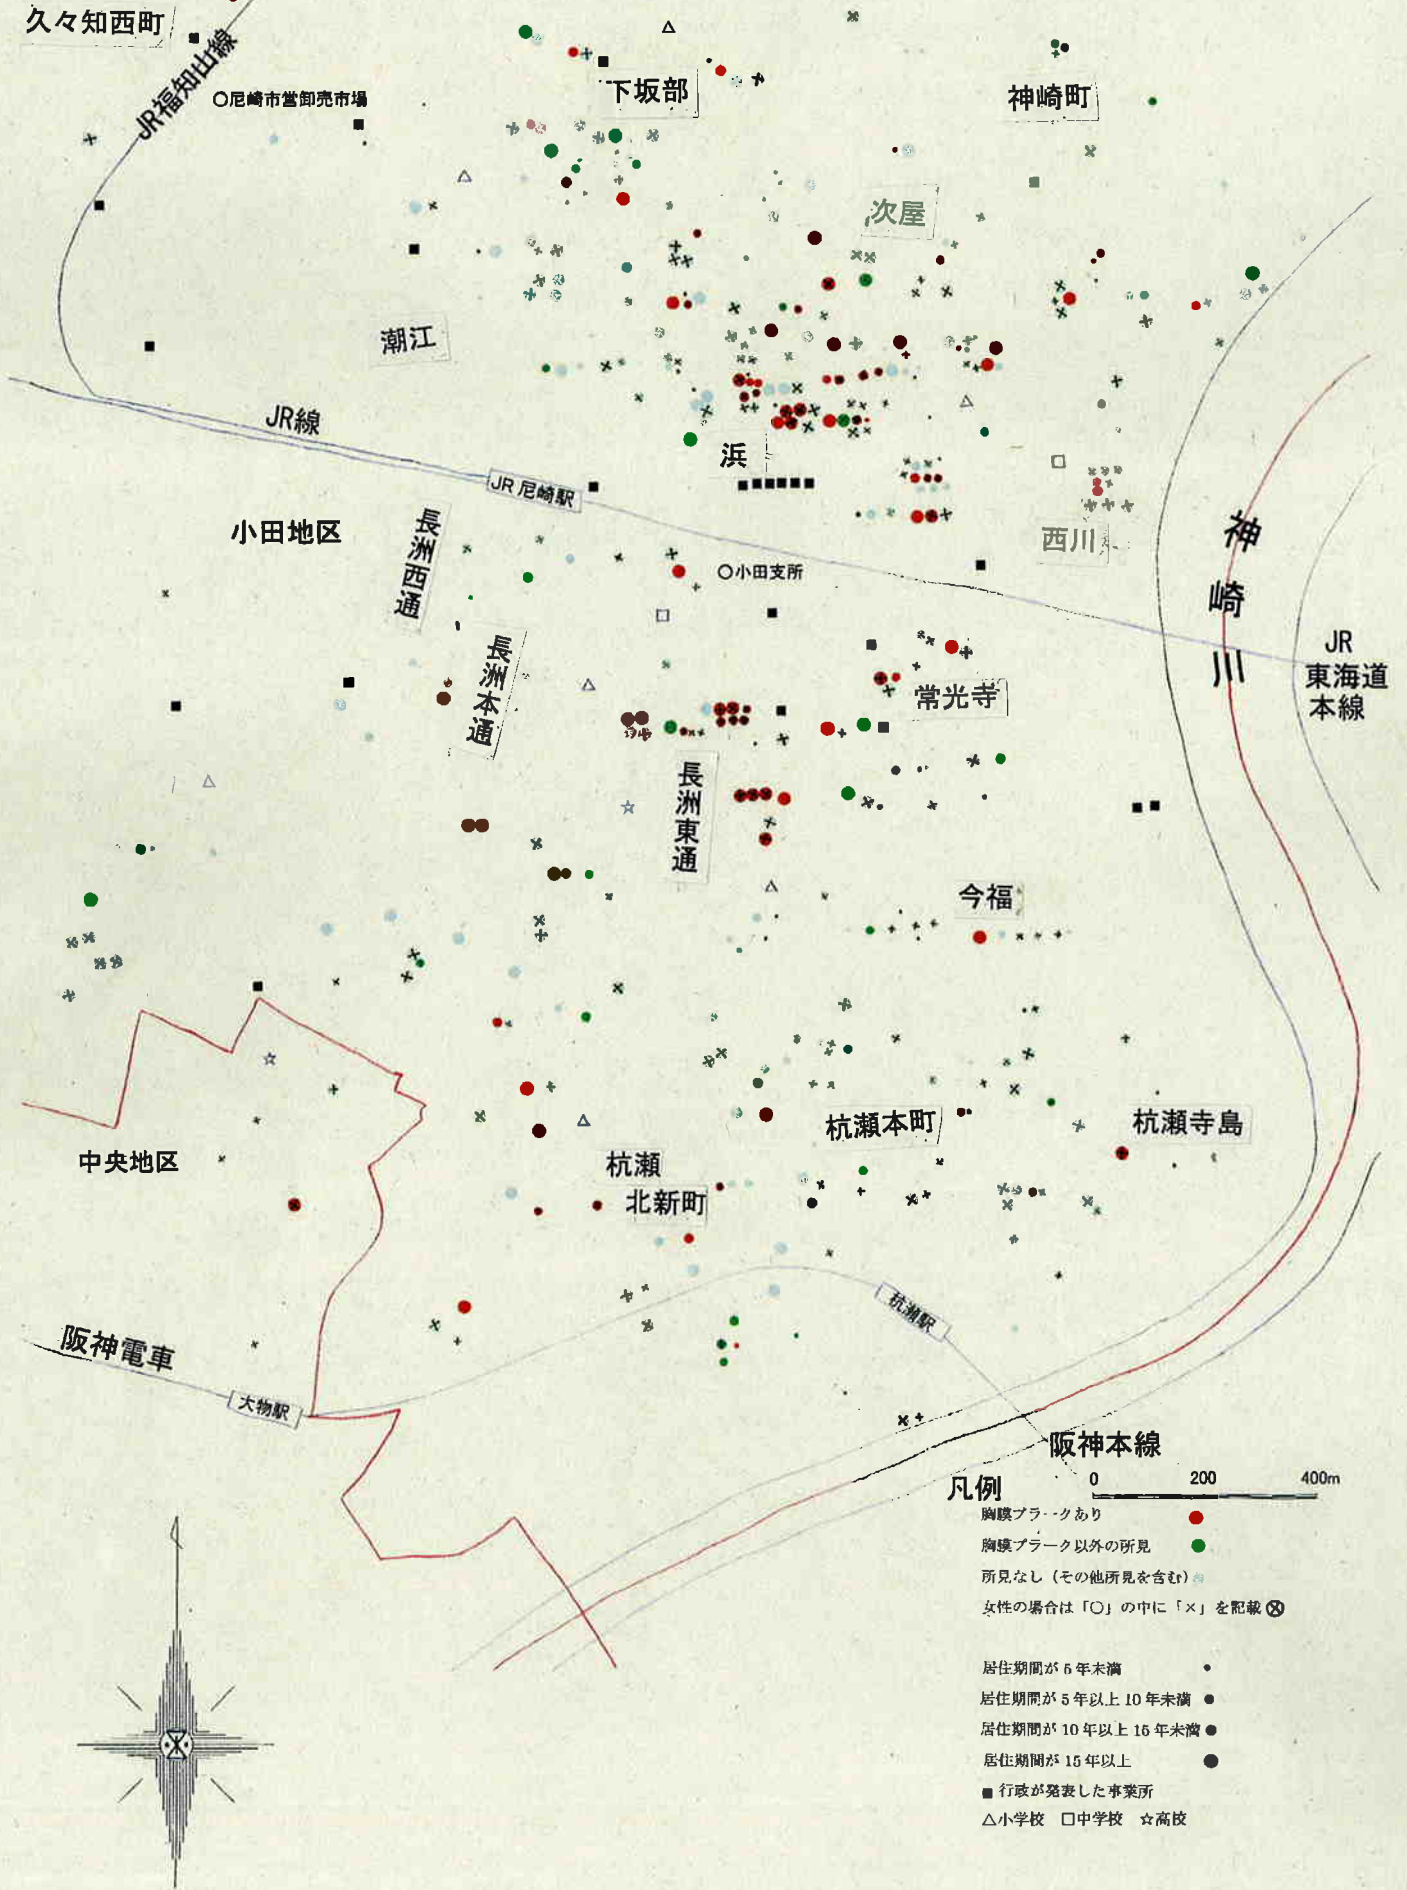 久々知西町
JR福知山線
○尼崎市営卸売市場
下坂部
神崎町
次屋
潮江
JR線
浜
JR 尼崎駅
小田地区
長洲西通
西川
神崎川
○小田支所
長洲本通
常光寺
JR
東海道
本線
長洲東通
今福
杭瀬本町
杭瀬寺島
中央地区
杭瀬
北新町
杭瀬駅
阪神電車
大物駅
阪神本線
凡例
0 200 400m
胸膜プラークあり
胸膜プラーク以外の所見
所見なし（その他所見を含む）
女性の場合は「○」の中に「×」を記載
居住期間が5年未満
居住期間が5年以上10年未満
居住期間が10年以上15年未満
居住期間が15年以上
■ 行政が発表した事業所
△小学校 □中学校 ☆高校